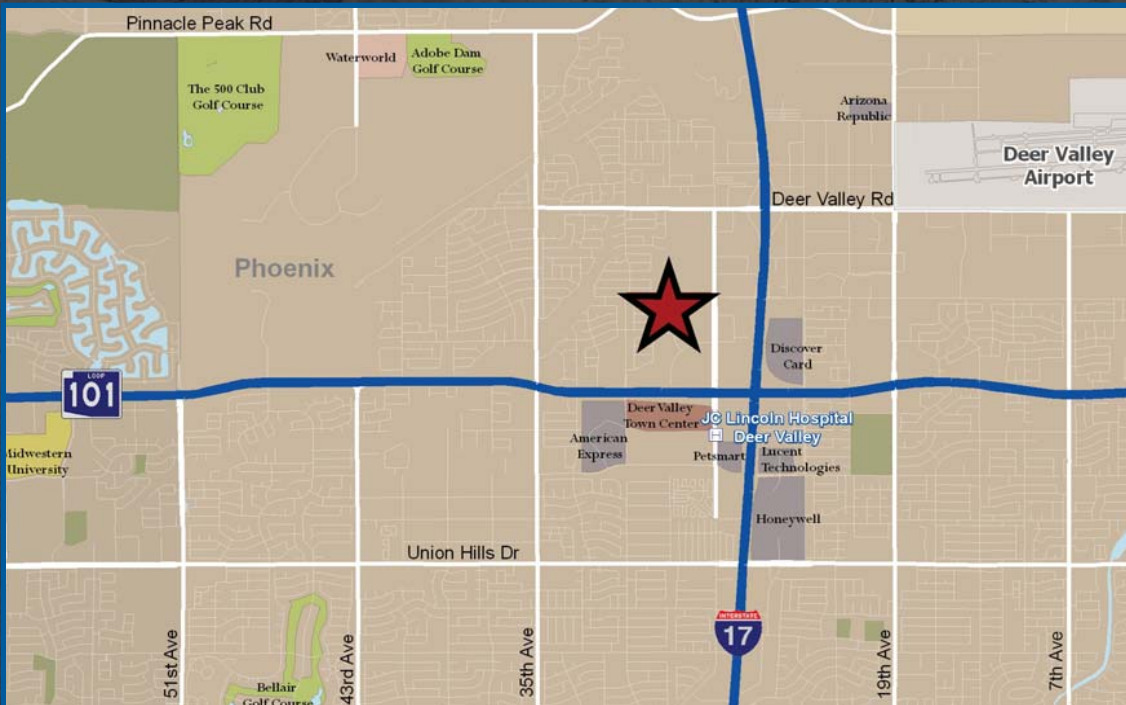 Pinnacle Peak Rd
Waterworld
Adobe Dam
Golf Course
The 500 Club
Golf Course
Arizona
Republic
Deer Valley
Airport
Deer Valley Rd
Phoenix
Discover
Card
LOOP
101
Deer Valley
Town Center
JC Lincoln Hospital
Deer Valley
American
Express
Petsmart
Lucent
Technologies
Midwestern
University
Honeywell
Union Hills Dr
INTERSTATE
17
51st Ave
43rd Ave
35th Ave
19th Ave
7th Ave
Bellair
Golf Course